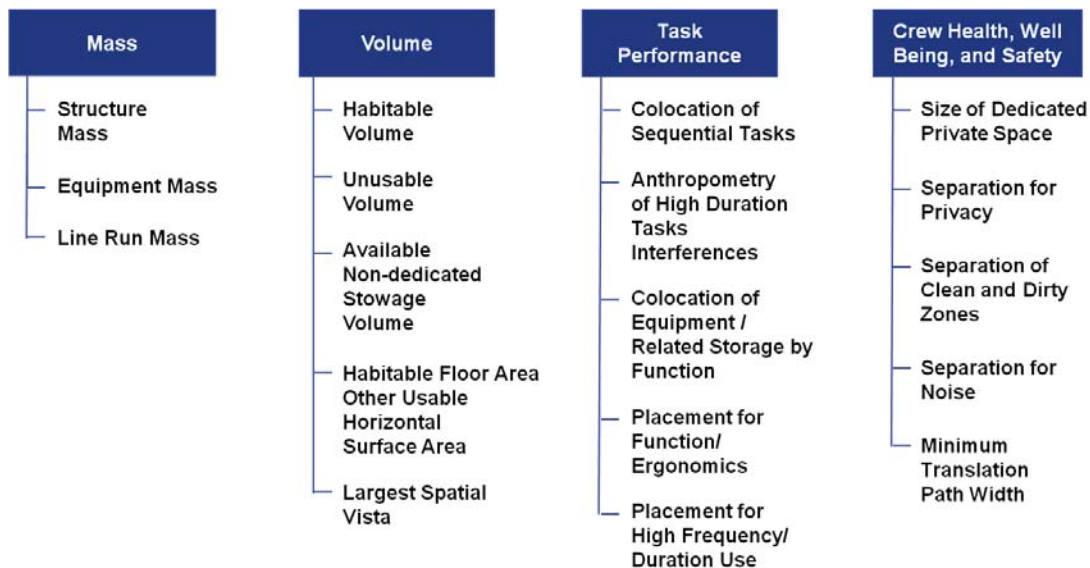 Mass
Structure
Mass
Equipment Mass
Line Run Mass
Volume
Habitable
Volume
Unusable
Volume
Available
Non-dedicated
Stowage
Volume
Habitable Floor Area
Other Usable
Horizontal
Surface Area
Largest Spatial
Vista
Task
Performance
Colocation of
Sequential Tasks
Anthropometry
of High Duration
Tasks
Interferences
Colocation of
Equipment /
Related Storage by
Function
Placement for
Function/
Ergonomics
Placement for
High Frequency/
Duration Use
Crew Health, Well
Being, and Safety
Size of Dedicated
Private Space
Separation for
Privacy
Separation of
Clean and Dirty
Zones
Separation for
Noise
Minimum
Translation
Path Width